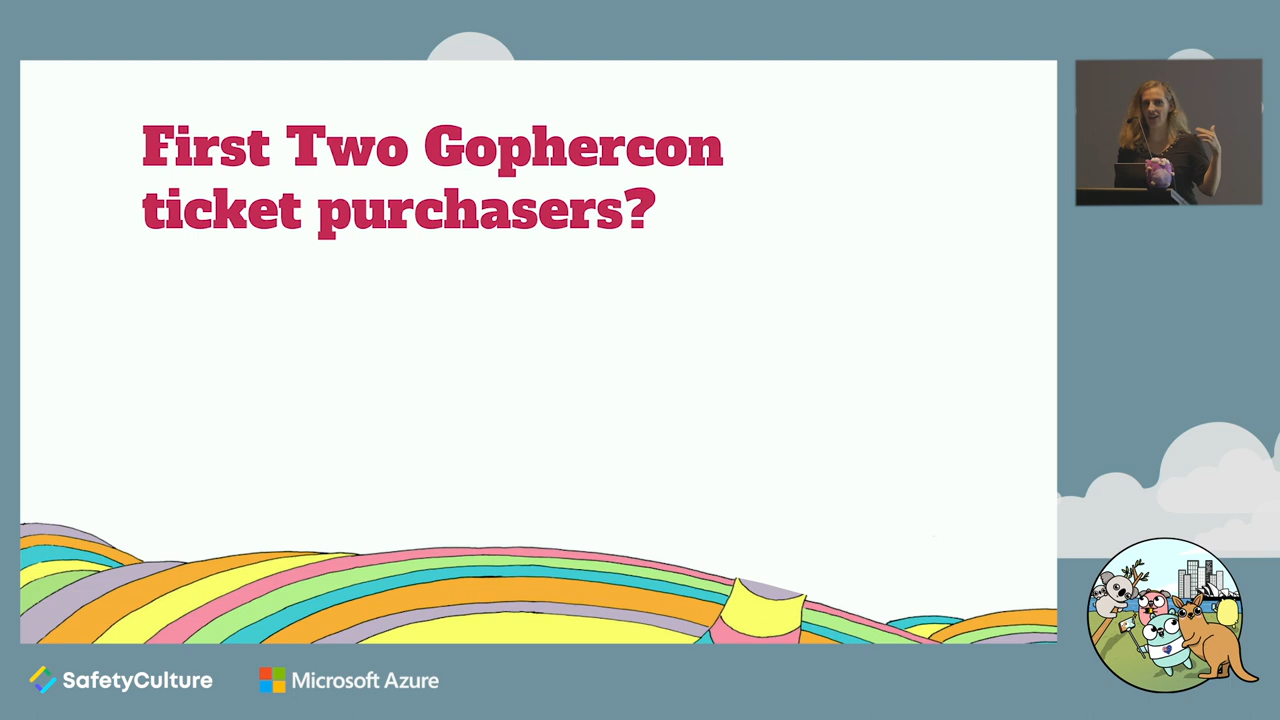 First Two Gophercon
ticket purchasers?
SafetyCulture
Microsoft Azure